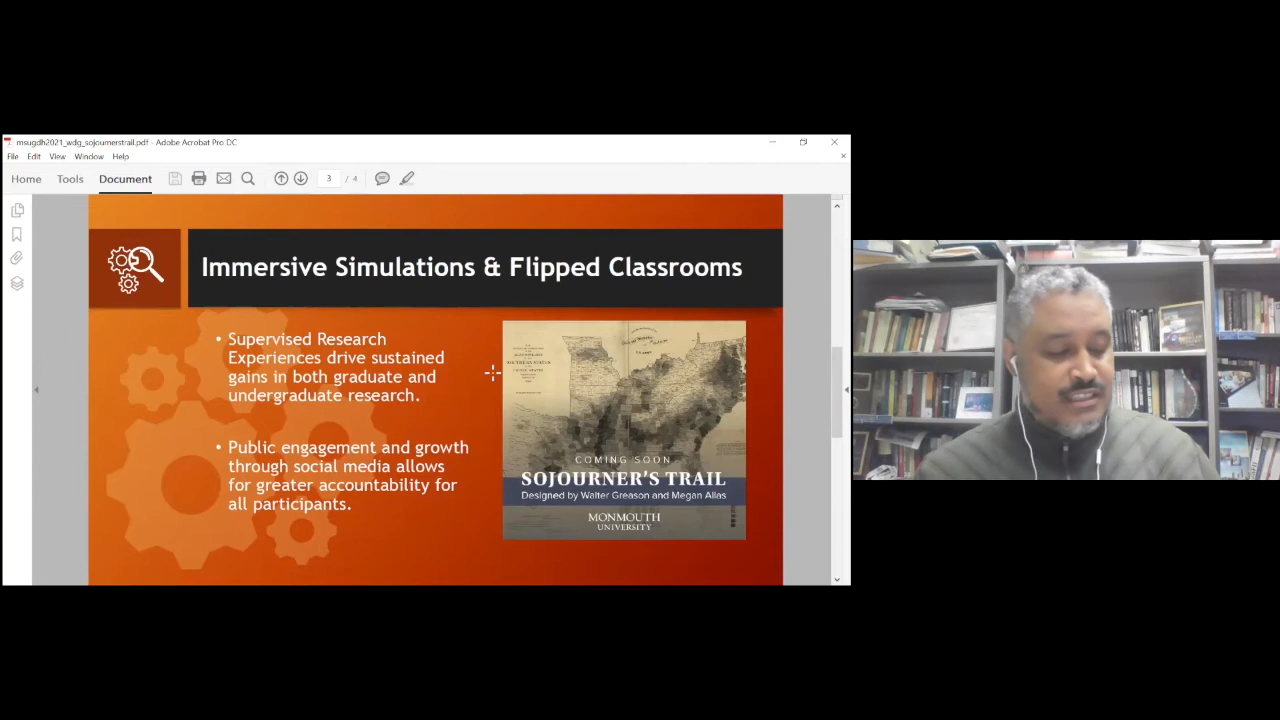 msugdh2021_wdg_sojournerstrail.pdf - Adobe Acrobat Pro DC
File Edit View Window Help
Home Tools Document 3 / 4
Immersive Simulations & Flipped Classrooms
• Supervised Research
Experiences drive sustained
gains in both graduate and
undergraduate research.
• Public engagement and growth
through social media allows
for greater accountability for
all participants.
COMING SOON
SOJOURNER'S TRAIL
Designed by Walter Greason and Megan Allas
MONMOUTH
UNIVERSITY